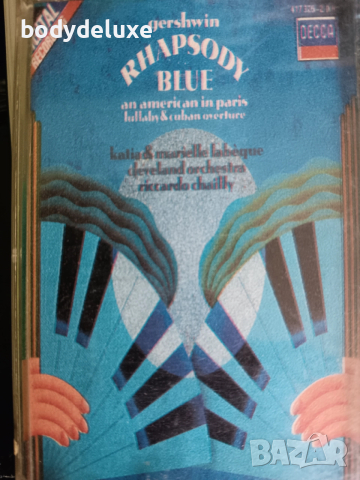 bodydeluxe
gershwin
RHAPSODY
BLUE
an american in paris
lullaby & cuban overture
katia & marielle labèque
cleveland orchestra
riccardo chailly
DECCA
BAZAR